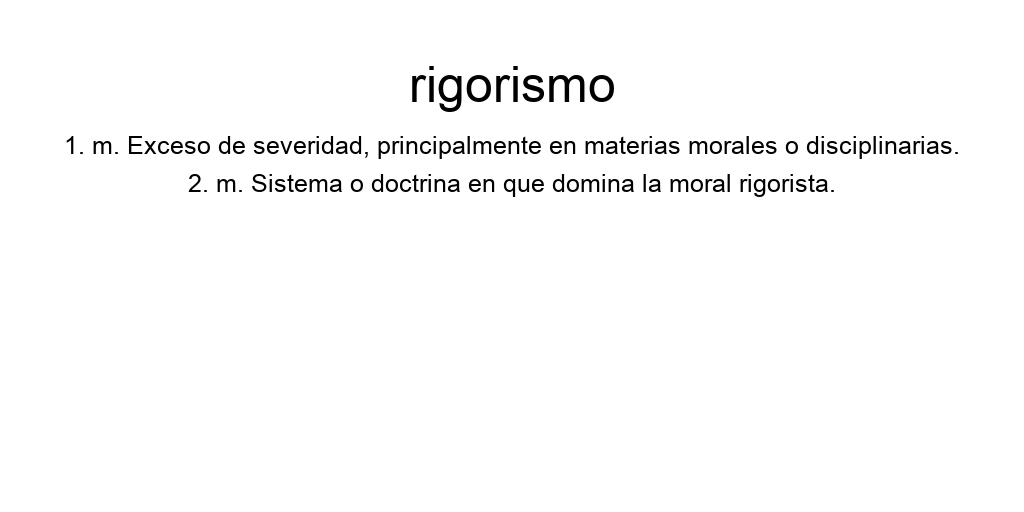 rigorismo
1. m. Exceso de severidad, principalmente en materias morales o disciplinarias.
2. m. Sistema o doctrina en que domina la moral rigorista.